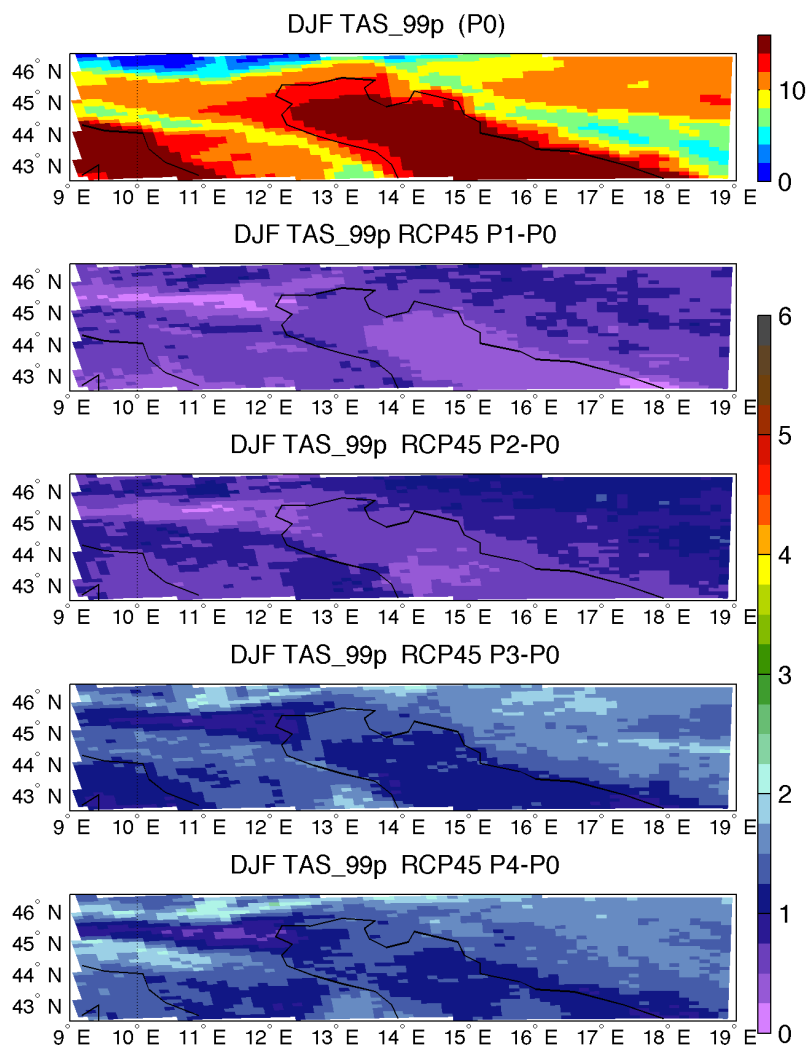 DJF TAS_99p (P0)
46° N
45° N
44° N
43° N
9° E 10° E 11° E 12° E 13° E 14° E 15° E 16° E 17° E 18° E 19° E
10
0
DJF TAS_99p RCP45 P1-P0
46° N
45° N
44° N
43° N
9° E 10° E 11° E 12° E 13° E 14° E 15° E 16° E 17° E 18° E 19° E
DJF TAS_99p RCP45 P2-P0
46° N
45° N
44° N
43° N
9° E 10° E 11° E 12° E 13° E 14° E 15° E 16° E 17° E 18° E 19° E
DJF TAS_99p RCP45 P3-P0
46° N
45° N
44° N
43° N
9° E 10° E 11° E 12° E 13° E 14° E 15° E 16° E 17° E 18° E 19° E
DJF TAS_99p RCP45 P4-P0
46° N
45° N
44° N
43° N
9° E 10° E 11° E 12° E 13° E 14° E 15° E 16° E 17° E 18° E 19° E
6
5
4
3
2
1
0